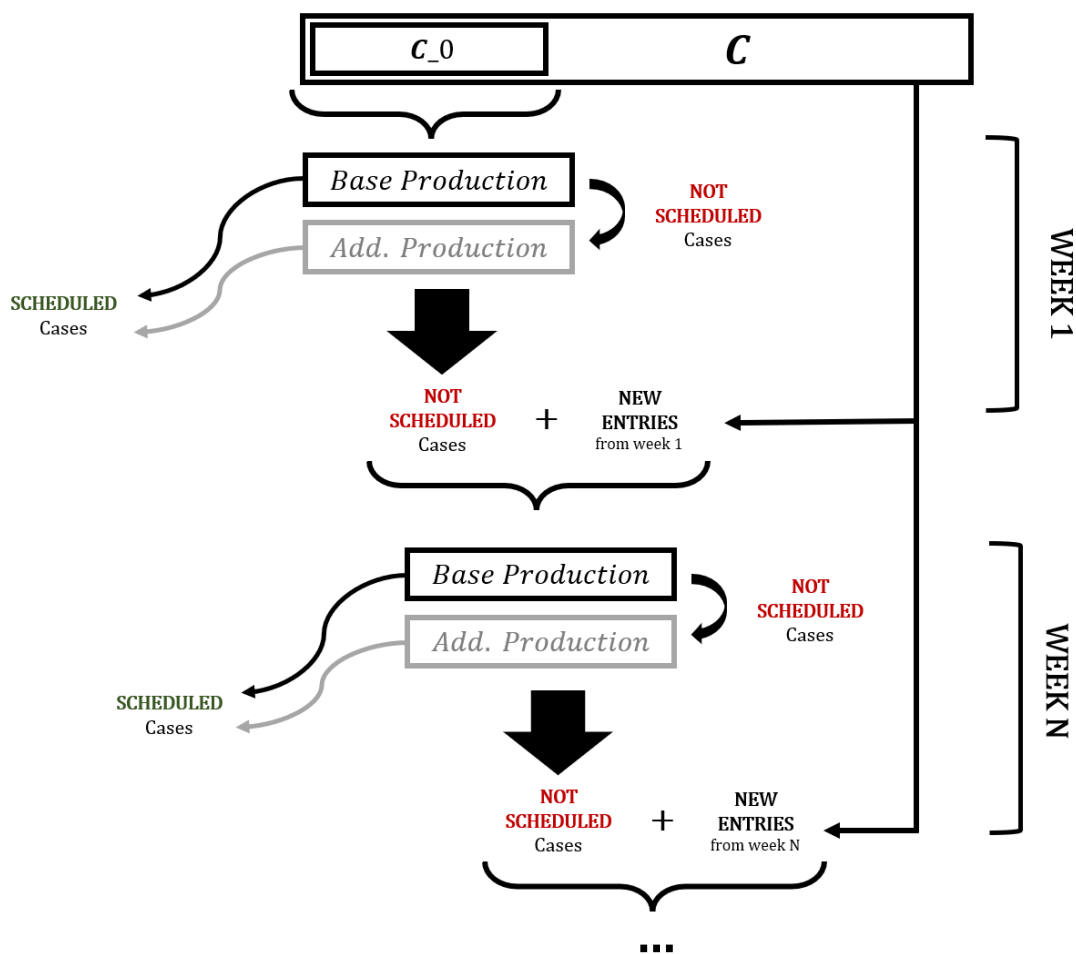 C_0
C
Base Production
Add. Production
NOT
SCHEDULED
Cases
SCHEDULED
Cases
WEEK 1
NOT
SCHEDULED
Cases
+
NEW
ENTRIES
from week 1
Base Production
Add. Production
NOT
SCHEDULED
Cases
SCHEDULED
Cases
WEEK N
NOT
SCHEDULED
Cases
+
NEW
ENTRIES
from week N
...